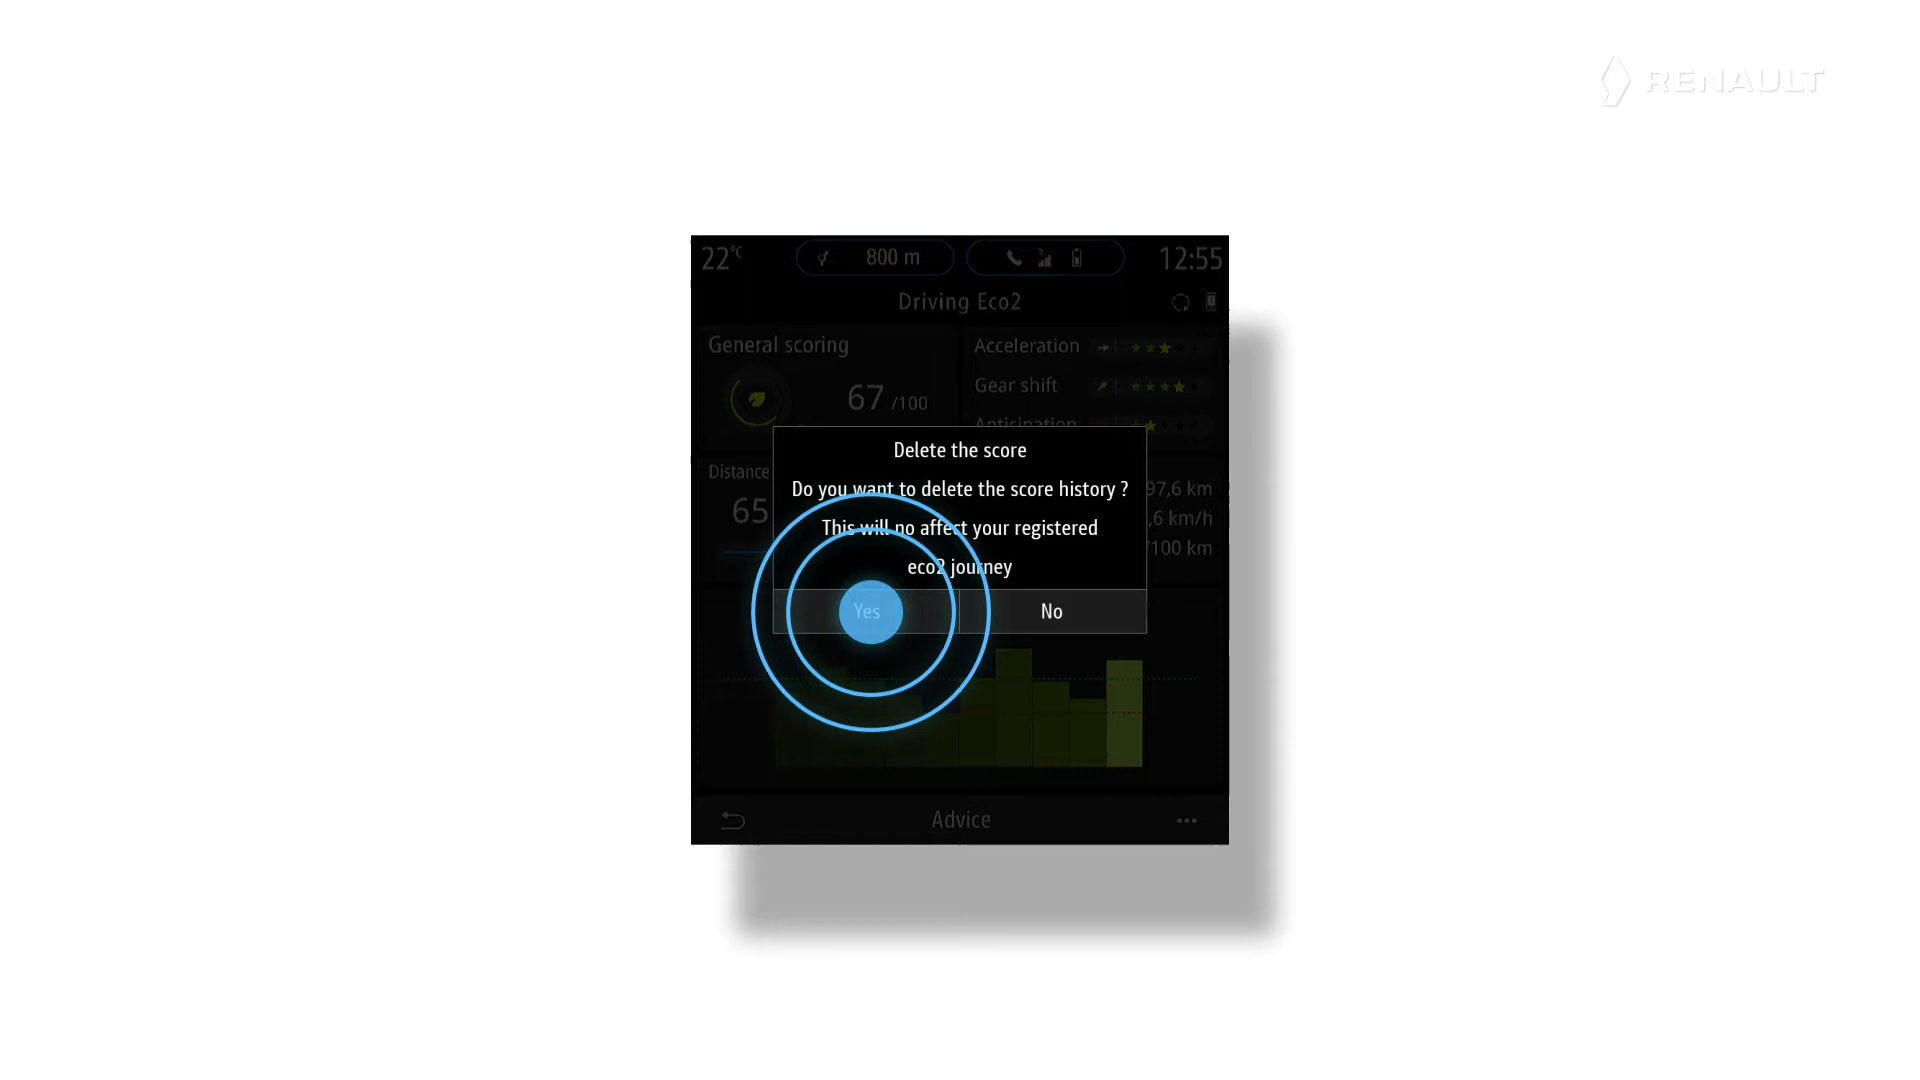 RENAULT
22°C 800 m 12:55
Driving Eco2
General scoring
67 /100
Acceleration
Gear shift
Anticipation
Distance
65
97,6 km
,6 km/h
/100 km
Delete the score
Do you want to delete the score history ?
This will no affect your registered
eco2 journey
Yes No
Advice